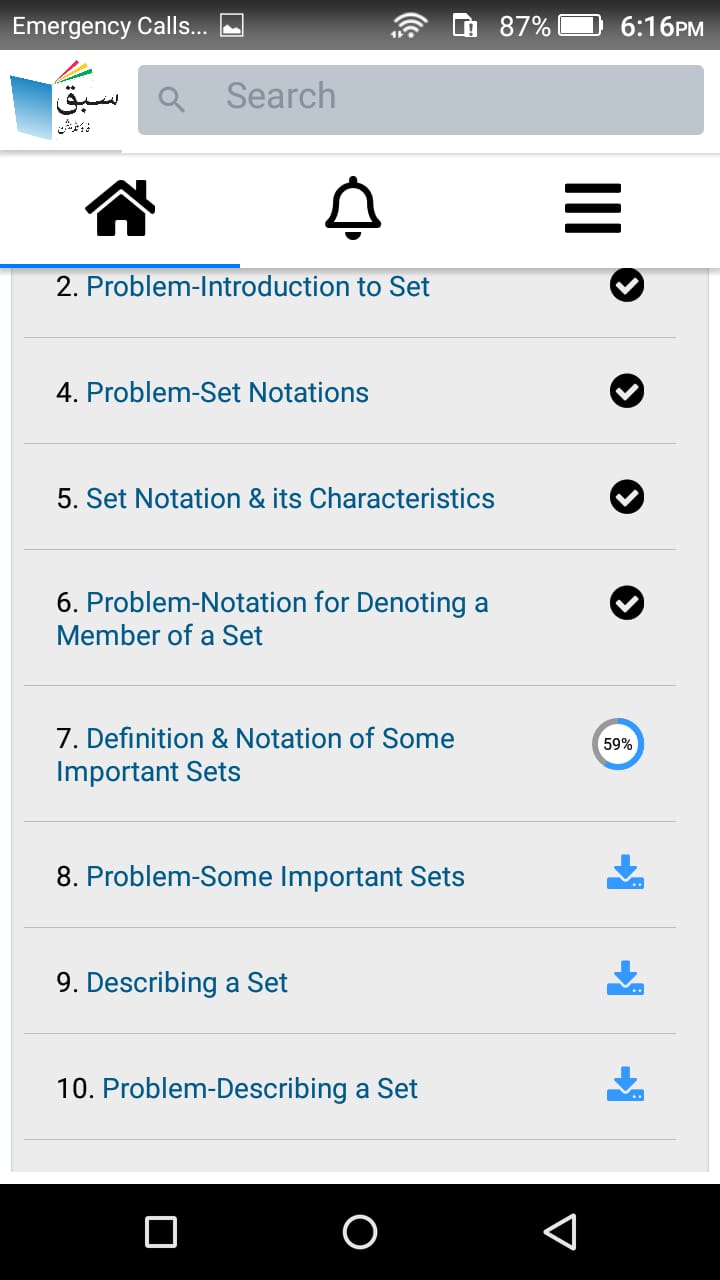 Emergency Calls... 87% 6:16PM
سبق
فاؤنڈیشن
Search
2. Problem-Introduction to Set
4. Problem-Set Notations
5. Set Notation & its Characteristics
6. Problem-Notation for Denoting a
Member of a Set
7. Definition & Notation of Some
Important Sets
59%
8. Problem-Some Important Sets
9. Describing a Set
10. Problem-Describing a Set